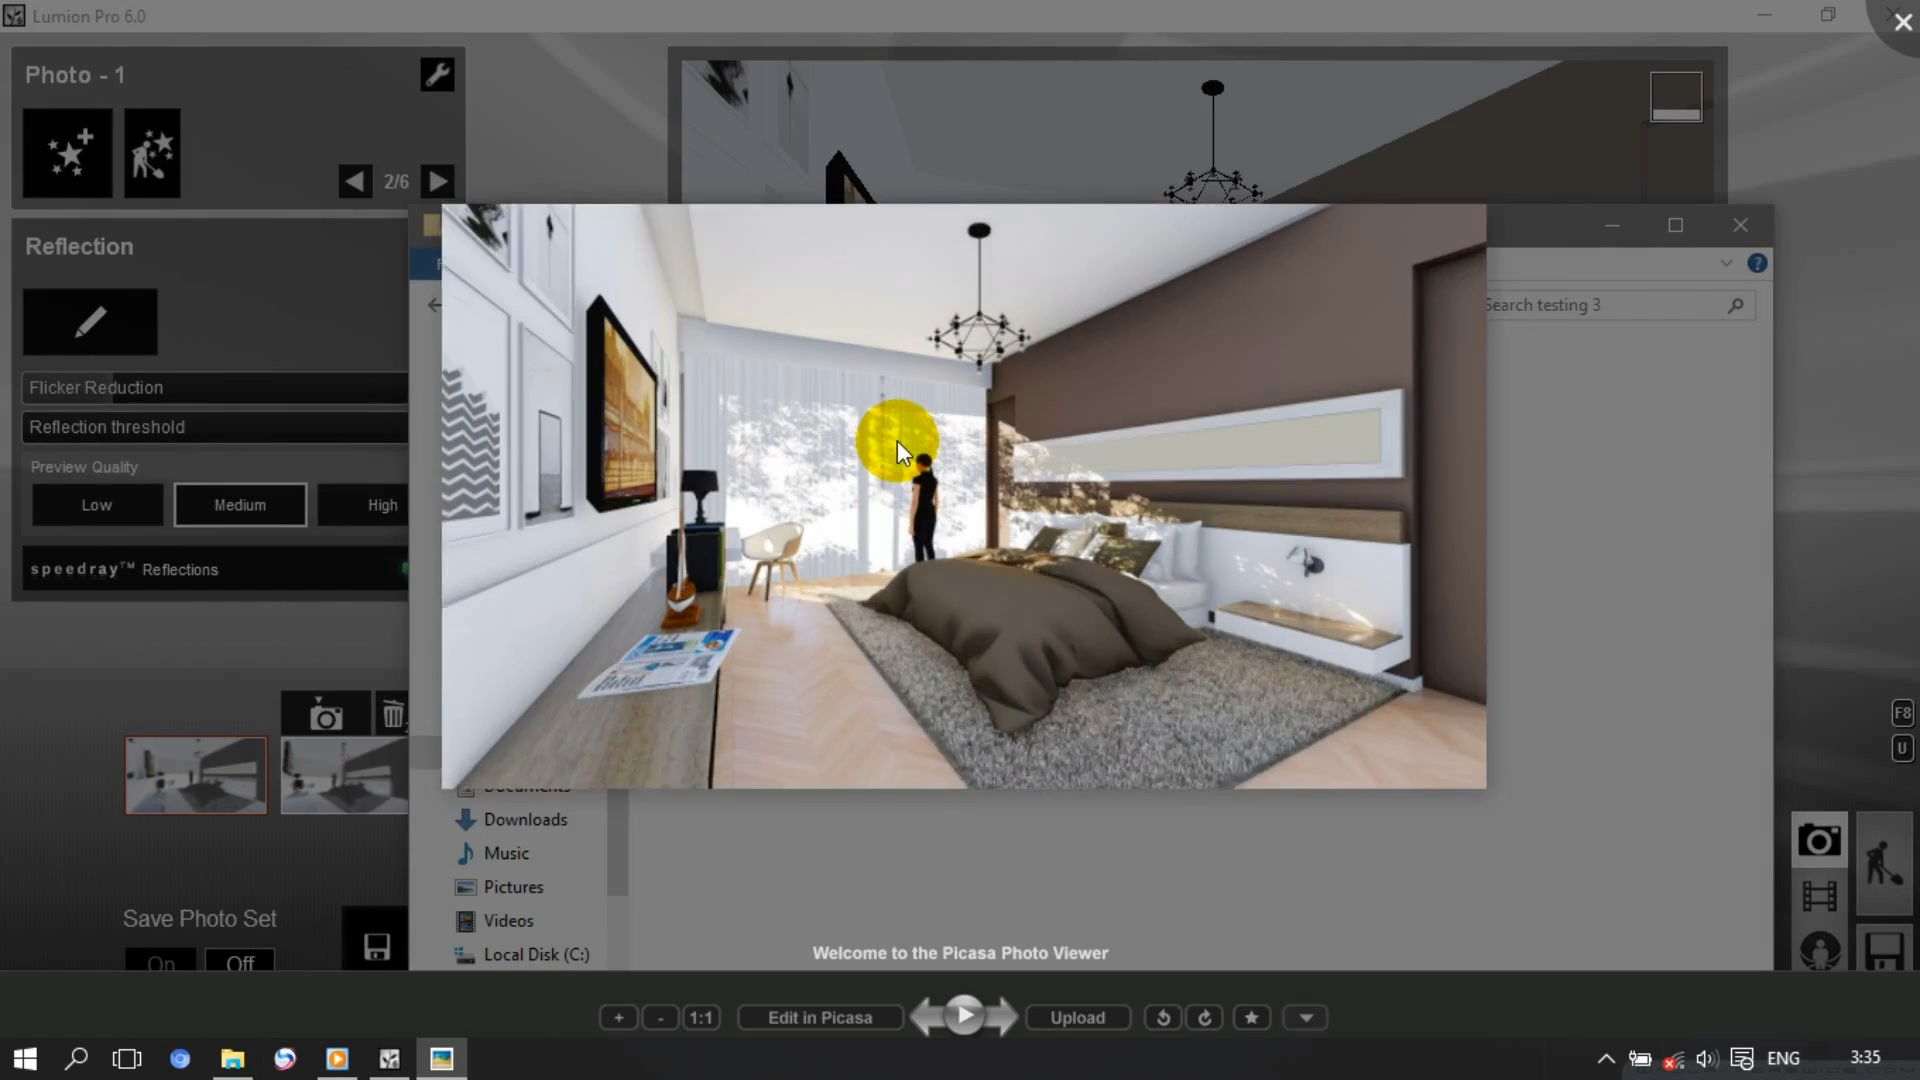 Lumion Pro 6.0
Photo - 1
2/6
Reflection
Flicker Reduction
Reflection threshold
Preview Quality
Low
Medium
High
speedray™ Reflections
Search testing 3
F8
U
Documents
Downloads
Music
Pictures
Videos
Local Disk (C:)
Save Photo Set
On
Off
Welcome to the Picasa Photo Viewer
+
-
1:1
Edit in Picasa
Upload
ENG
3:35